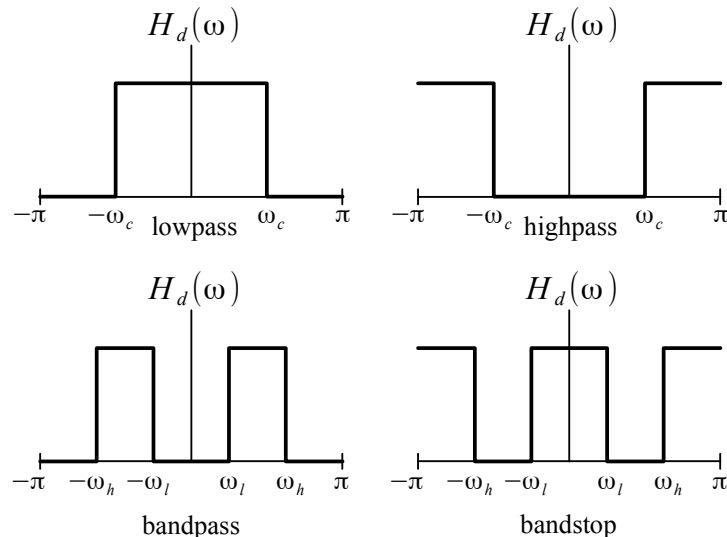 H_d(ω) H_d(ω)
−π −ω_c ω_c π −π −ω_c ω_c π
lowpass highpass
H_d(ω) H_d(ω)
−π −ω_h −ω_l ω_l ω_h π −π −ω_h −ω_l ω_l ω_h π
bandpass bandstop